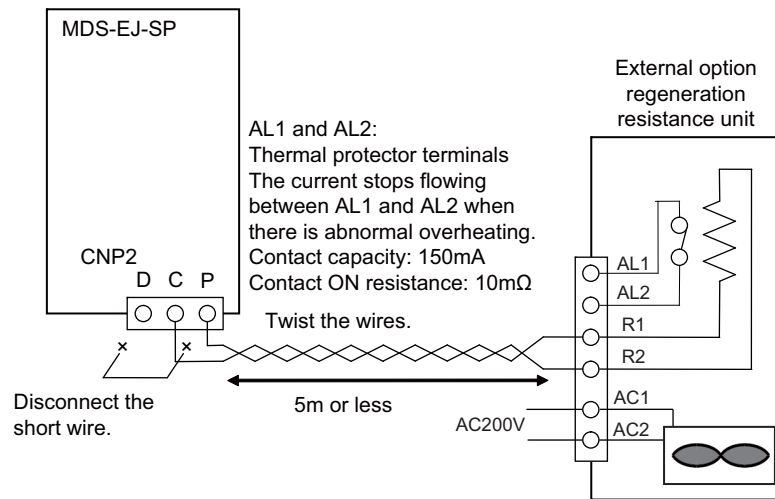 MDS-EJ-SP
External option
regeneration
resistance unit
AL1 and AL2:
Thermal protector terminals
The current stops flowing
between AL1 and AL2 when
there is abnormal overheating.
Contact capacity: 150mA
Contact ON resistance: 10mΩ
CNP2
D C P
Twist the wires.
AL1
AL2
R1
R2
Disconnect the
short wire.
5m or less
AC200V
AC1
AC2